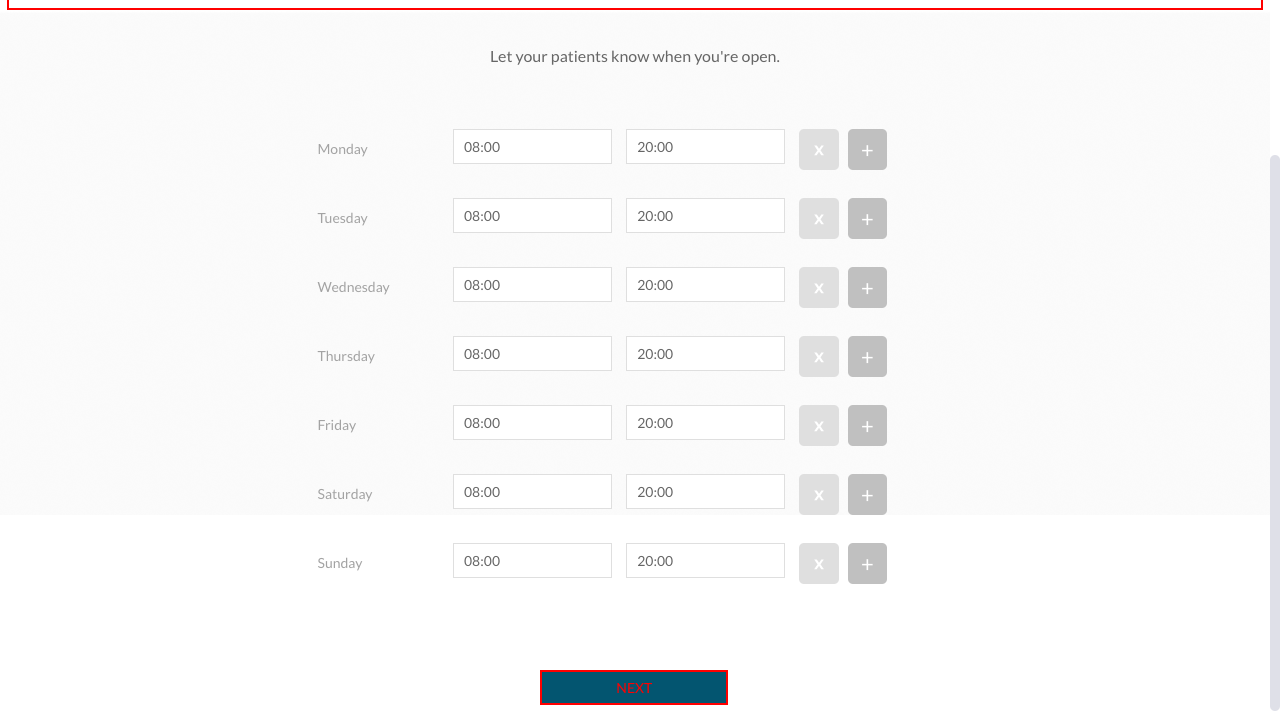 Let your patients know when you're open.
Monday 08:00 20:00 x +
Tuesday 08:00 20:00 x +
Wednesday 08:00 20:00 x +
Thursday 08:00 20:00 x +
Friday 08:00 20:00 x +
Saturday 08:00 20:00 x +
Sunday 08:00 20:00 x +
NEXT